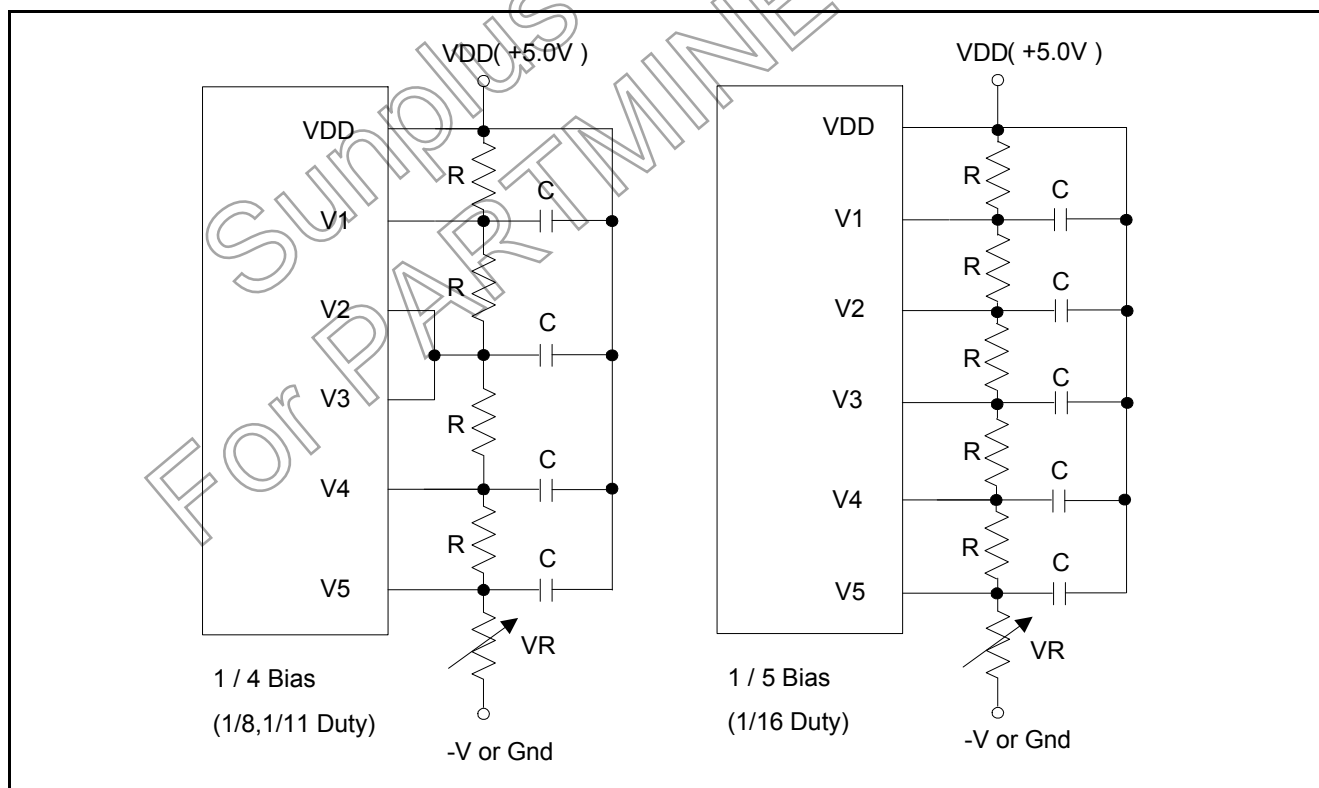 Sunplus
For PARTMINE
VDD( +5.0V )
VDD
R
C
V1
R
V2
C
V3
R
V4
C
R
C
V5
VR
1 / 4 Bias
(1/8,1/11 Duty)
-V or Gnd
VDD( +5.0V )
VDD
R
C
V1
R
C
V2
R
C
V3
R
C
V4
R
C
V5
VR
1 / 5 Bias
(1/16 Duty)
-V or Gnd